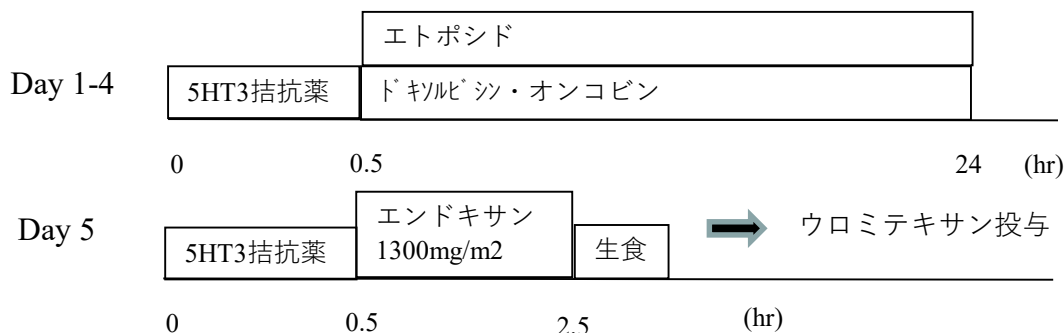 エトポシド
Day 1-4
5HT3拮抗薬
ﾄﾞｷｿﾙﾋﾞｼﾝ・オンコビン
0 0.5 24 (hr)
Day 5
5HT3拮抗薬
エンドキサン
1300mg/m2
生食
ウロミテキサン投与
0 0.5 2.5 (hr)